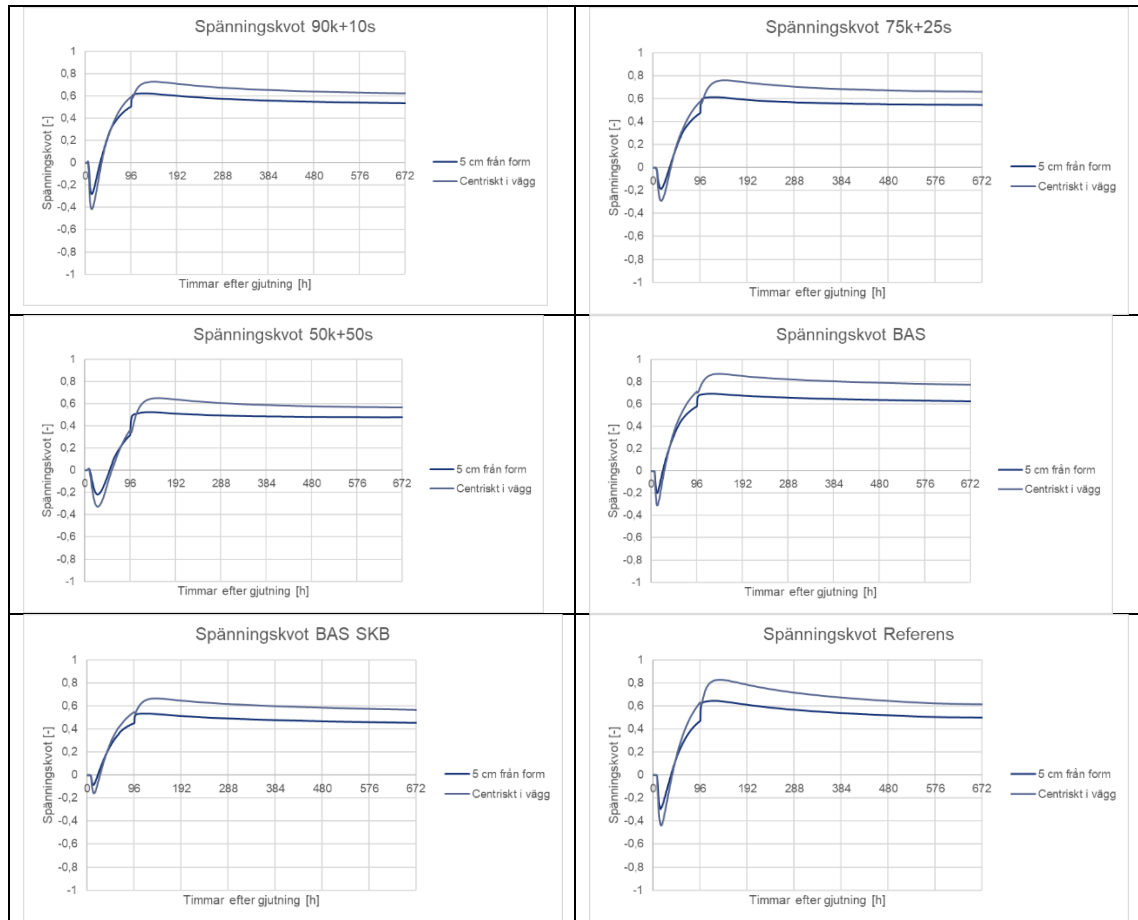 Spänningskvot 90k+10s
Spänningskvot [-]
1
0,8
0,6
0,4
0,2
0
-0,2
-0,4
-0,6
-0,8
-1
0 96 192 288 384 480 576 672
Timmar efter gjutning [h]
5 cm från form
Centriskt i vägg
Spänningskvot 75k+25s
Spänningskvot [-]
1
0,8
0,6
0,4
0,2
0
-0,2
-0,4
-0,6
-0,8
-1
0 96 192 288 384 480 576 672
Timmar efter gjutning [h]
5 cm från form
Centriskt i vägg
Spänningskvot 50k+50s
Spänningskvot [-]
1
0,8
0,6
0,4
0,2
0
-0,2
-0,4
-0,6
-0,8
-1
0 96 192 288 384 480 576 672
Timmar efter gjutning [h]
5 cm från form
Centriskt i vägg
Spänningskvot BAS
Spänningskvot [-]
1
0,8
0,6
0,4
0,2
0
-0,2
-0,4
-0,6
-0,8
-1
0 96 192 288 384 480 576 672
Timmar efter gjutning [h]
5 cm från form
Centriskt i vägg
Spänningskvot BAS SKB
Spänningskvot [-]
1
0,8
0,6
0,4
0,2
0
-0,2
-0,4
-0,6
-0,8
-1
0 96 192 288 384 480 576 672
Timmar efter gjutning [h]
5 cm från form
Centriskt i vägg
Spänningskvot Referens
Spänningskvot [-]
1
0,8
0,6
0,4
0,2
0
-0,2
-0,4
-0,6
-0,8
-1
0 96 192 288 384 480 576 672
Timmar efter gjutning [h]
5 cm från form
Centriskt i vägg